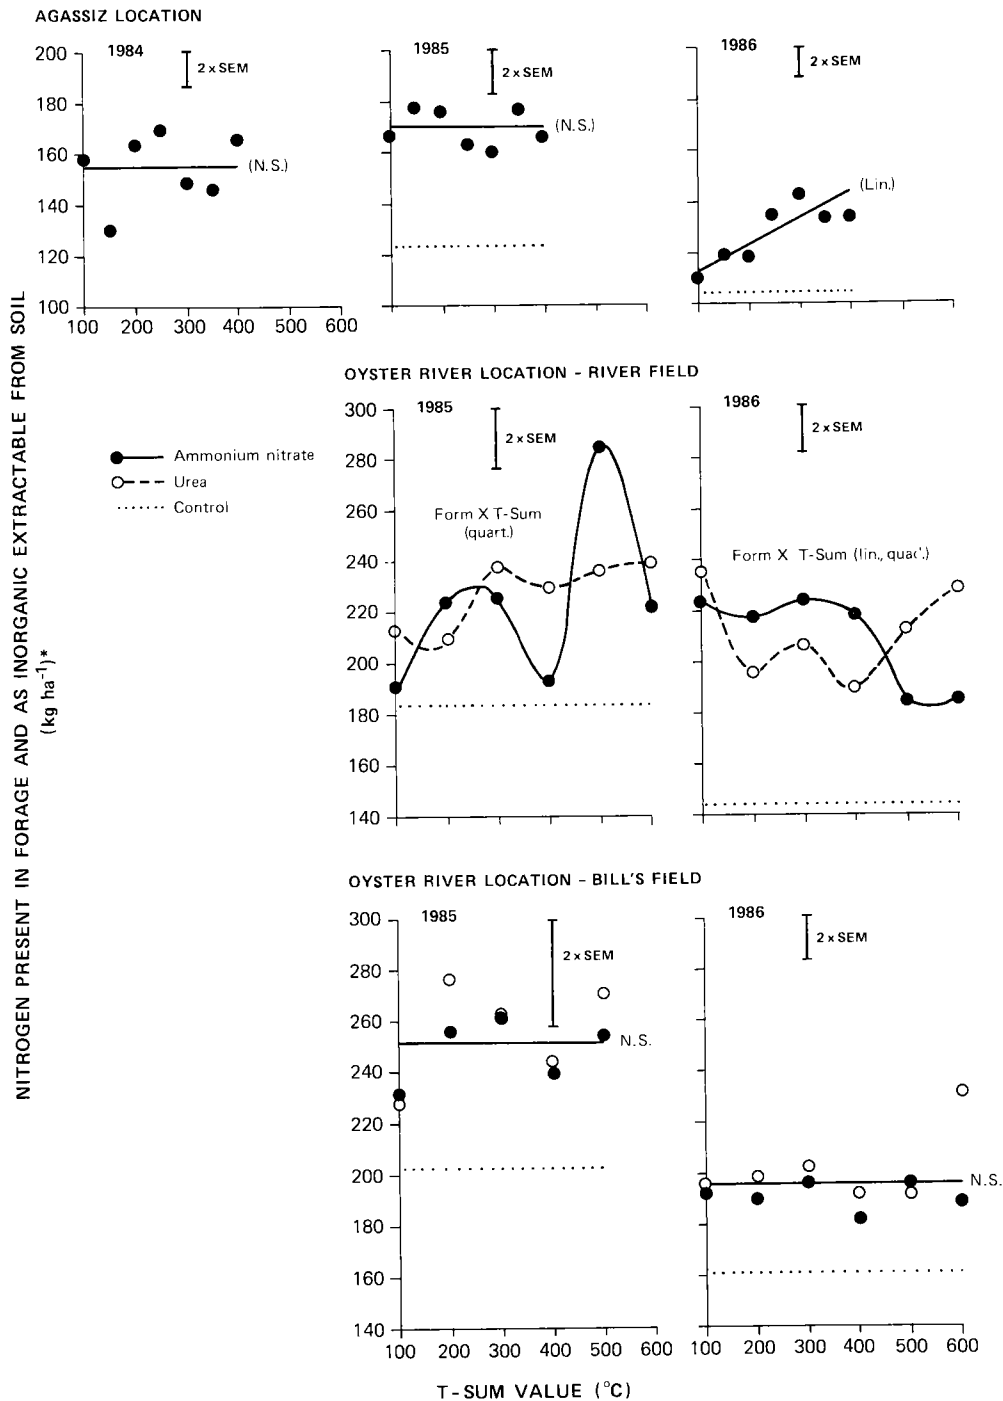 AGASSIZ LOCATION
1984
2 x SEM
(N.S.)
200
180
160
140
120
100
100 200 300 400 500 600
1985
2 x SEM
(N.S.)
1986
2 x SEM
(Lin.)
NITROGEN PRESENT IN FORAGE AND AS INORGANIC EXTRACTABLE FROM SOIL
(kg ha⁻¹)*
Ammonium nitrate
Urea
Control
OYSTER RIVER LOCATION - RIVER FIELD
1985
2 x SEM
Form X T-Sum
(quart.)
300
280
260
240
220
200
180
160
140
1986
2 x SEM
Form X T-Sum (lin., quad.)
OYSTER RIVER LOCATION - BILL'S FIELD
1985
2 x SEM
N.S.
300
280
260
240
220
200
180
160
140
100 200 300 400 500 600
1986
2 x SEM
N.S.
100 200 300 400 500 600
T-SUM VALUE (°C)